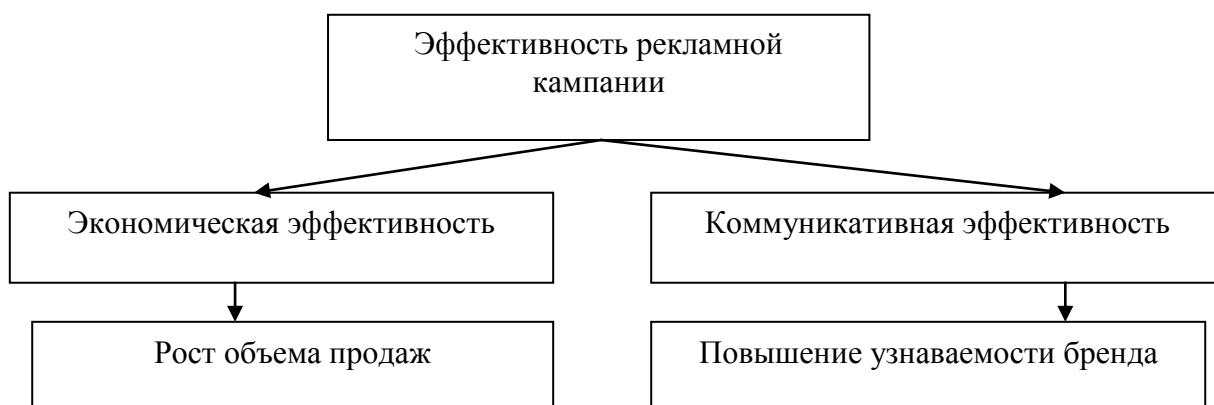 Эффективность рекламной
кампании
Экономическая эффективность
Коммуникативная эффективность
Рост объема продаж
Повышение узнаваемости бренда